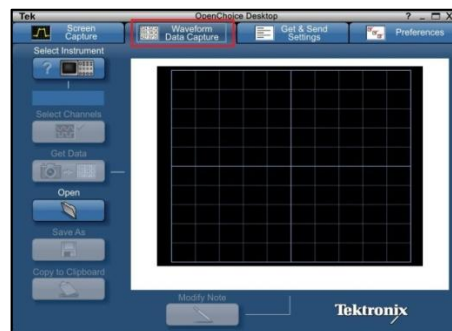 Tek
OpenChoice Desktop
Screen Capture
Waveform Data Capture
Get & Send Settings
Preferences
Select Instrument
Select Channels
Get Data
Open
Save As
Copy to Clipboard
Modify Note
Tektronix